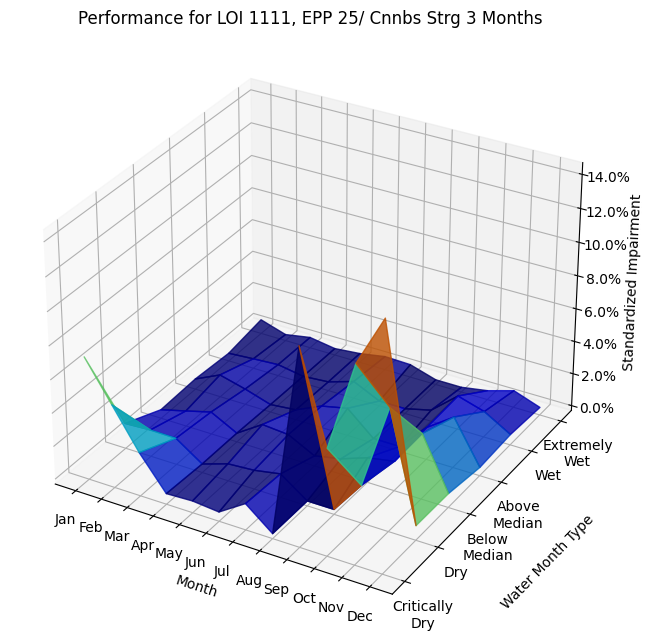 Performance for LOI 1111, EPP 25/ Cnnbs Strg 3 Months
14.0%
12.0%
10.0%
8.0%
6.0%
4.0%
2.0%
0.0%
Standardized Impairment
Jan
Feb
Mar
Apr
May
Jun
Jul
Aug
Sep
Oct
Nov
Dec
Month
Extremely
Wet
Wet
Above
Median
Below
Median
Dry
Critically
Dry
Water Month Type